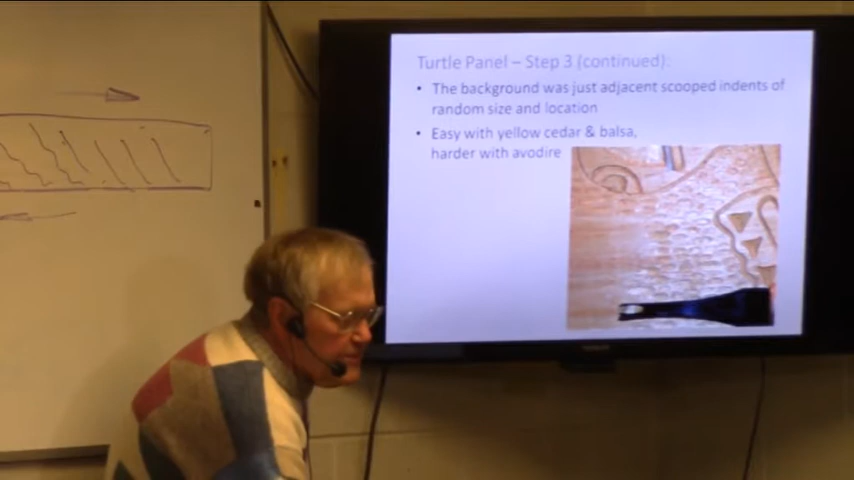 Turtle Panel – Step 3 (continued):
• The background was just adjacent scooped indents of
random size and location
• Easy with yellow cedar & balsa,
harder with avodire